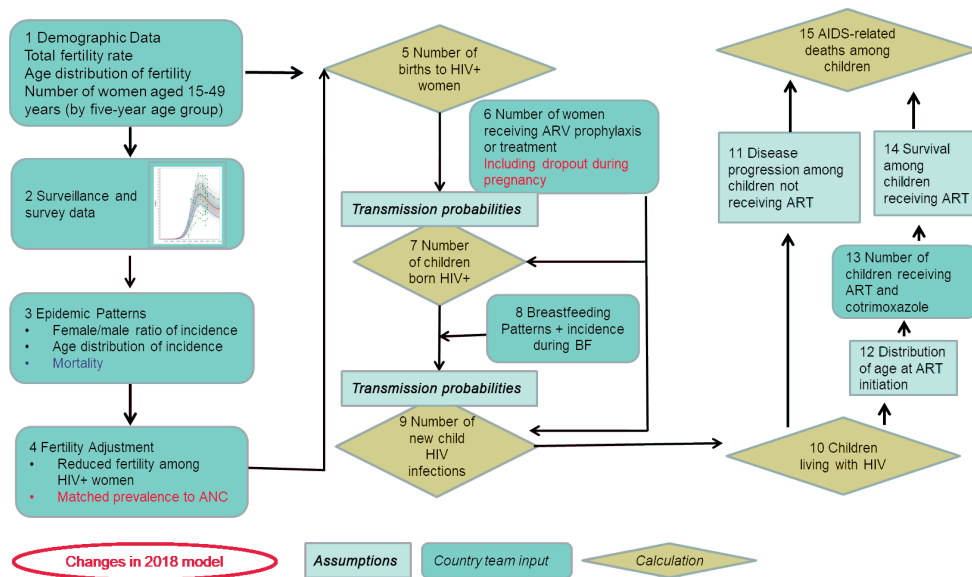 1 Demographic Data
Total fertility rate
Age distribution of fertility
Number of women aged 15-49
years (by five-year age group)
2 Surveillance and
survey data
3 Epidemic Patterns
• Female/male ratio of incidence
• Age distribution of incidence
• Mortality
4 Fertility Adjustment
• Reduced fertility among
HIV+ women
• Matched prevalence to ANC
5 Number of
births to HIV+
women
6 Number of women
receiving ARV prophylaxis or
treatment
Including dropout during
pregnancy
Transmission probabilities
7 Number
of children
born HIV+
8 Breastfeeding
Patterns + incidence
during BF
Transmission probabilities
9 Number of
new child
HIV
infections
10 Children
living with HIV
11 Disease
progression among
children not
receiving ART
12 Distribution
of age at ART
initiation
13 Number of
children receiving
ART and
cotrimoxazole
14 Survival
among
children
receiving ART
15 AIDS-related
deaths among
children
Changes in 2018 model
Assumptions
Country team input
Calculation